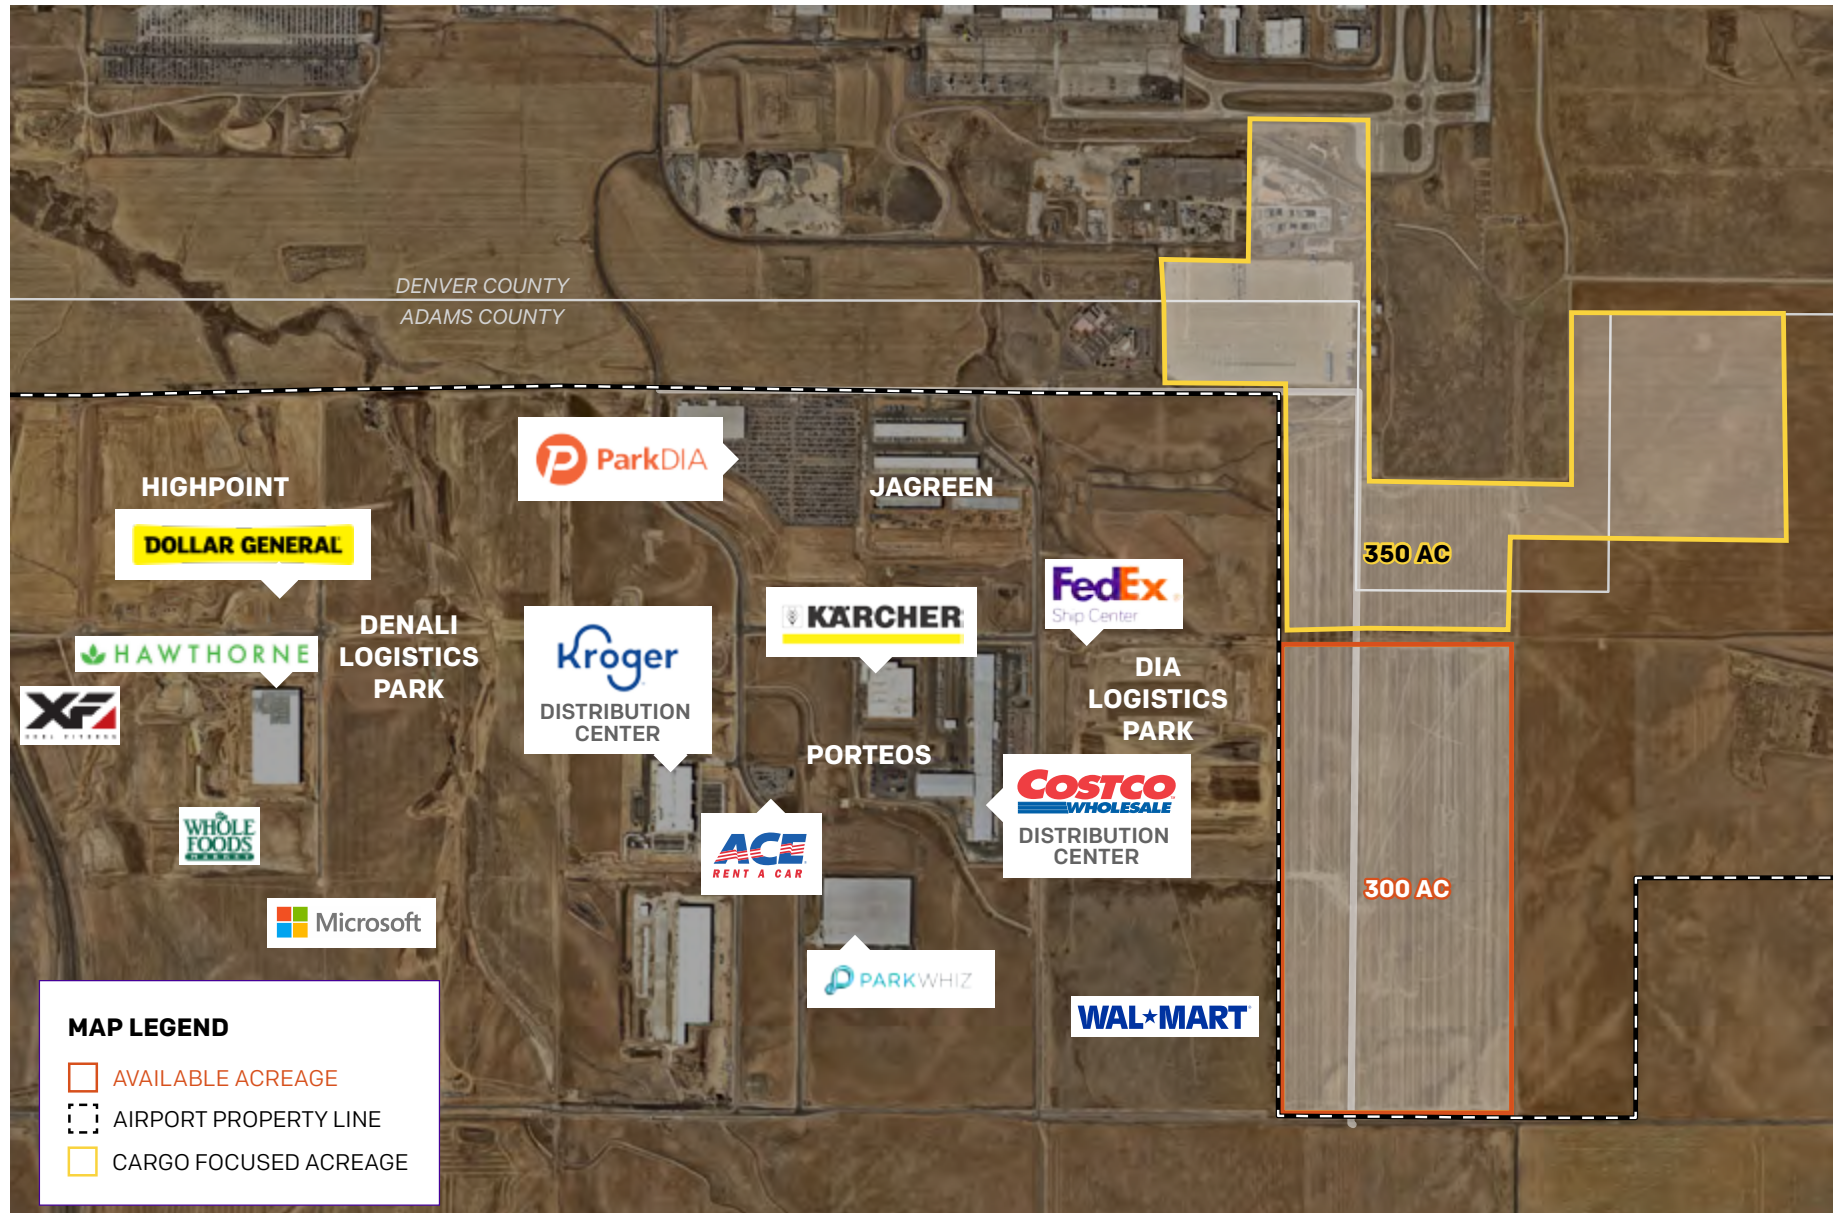 DENVER COUNTY
ADAMS COUNTY
ParkDIA
HIGHPOINT
JAGREEN
DOLLAR GENERAL
350 AC
FedEx
Ship Center
KÄRCHER
DENALI
LOGISTICS
PARK
HAWTHORNE
Kroger
DISTRIBUTION
CENTER
DIA
LOGISTICS
PARK
XF
PORTEOS
COSTCO
WHOLESALE
DISTRIBUTION
CENTER
WHOLE
FOODS
MARKET
ACE
RENT A CAR
300 AC
Microsoft
PARKWHIZ
WAL★MART
MAP LEGEND
AVAILABLE ACREAGE
AIRPORT PROPERTY LINE
CARGO FOCUSED ACREAGE